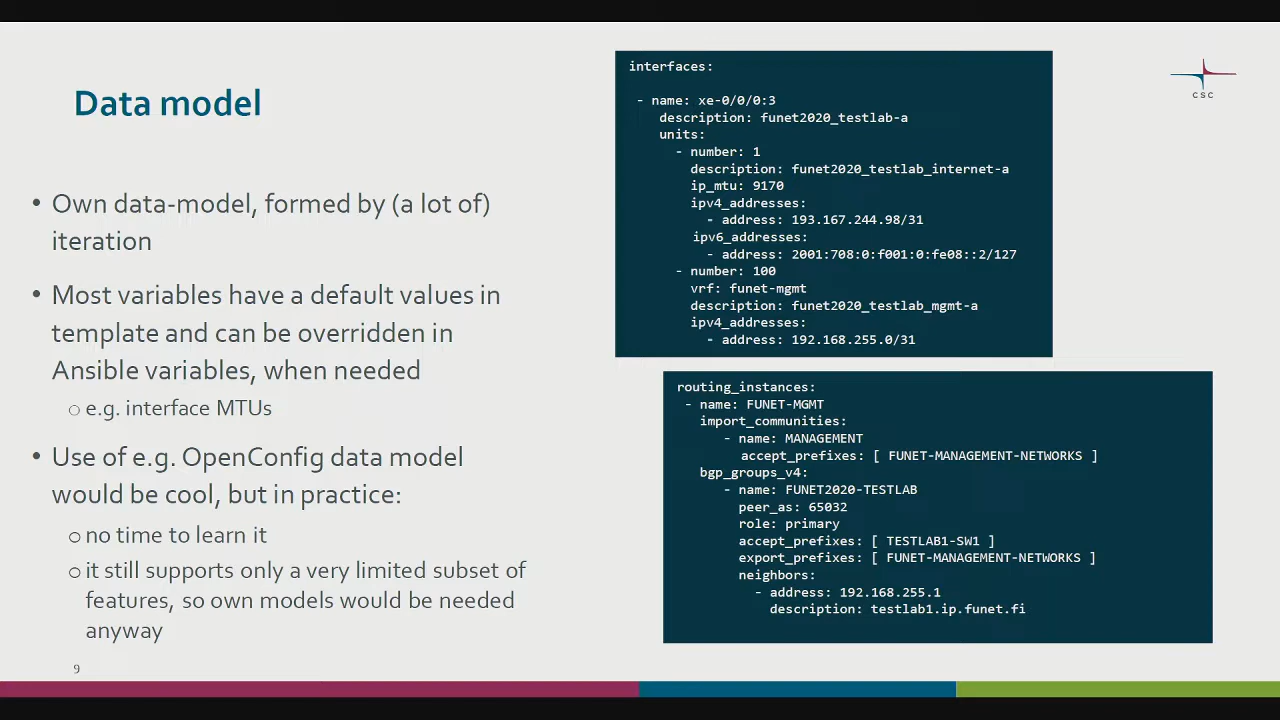 Data model
• Own data-model, formed by (a lot of)
iteration
• Most variables have a default values in
template and can be overridden in
Ansible variables, when needed
o e.g. interface MTUs
• Use of e.g. OpenConfig data model
would be cool, but in practice:
o no time to learn it
o it still supports only a very limited subset of
features, so own models would be needed
anyway
9
interfaces:
- name: xe-0/0/0:3
description: funet2020_testlab-a
units:
- number: 1
description: funet2020_testlab_internet-a
ip_mtu: 9170
ipv4_addresses:
- address: 193.167.244.98/31
ipv6_addresses:
- address: 2001:708:0:f001:0:fe08::2/127
- number: 100
vrf: funet-mgmt
description: funet2020_testlab_mgmt-a
ipv4_addresses:
- address: 192.168.255.0/31
routing_instances:
- name: FUNET-MGMT
import_communities:
- name: MANAGEMENT
accept_prefixes: [ FUNET-MANAGEMENT-NETWORKS ]
bgp_groups_v4:
- name: FUNET2020-TESTLAB
peer_as: 65032
role: primary
accept_prefixes: [ TESTLAB1-SW1 ]
export_prefixes: [ FUNET-MANAGEMENT-NETWORKS ]
neighbors:
- address: 192.168.255.1
description: testlab1.ip.funet.fi
CSC